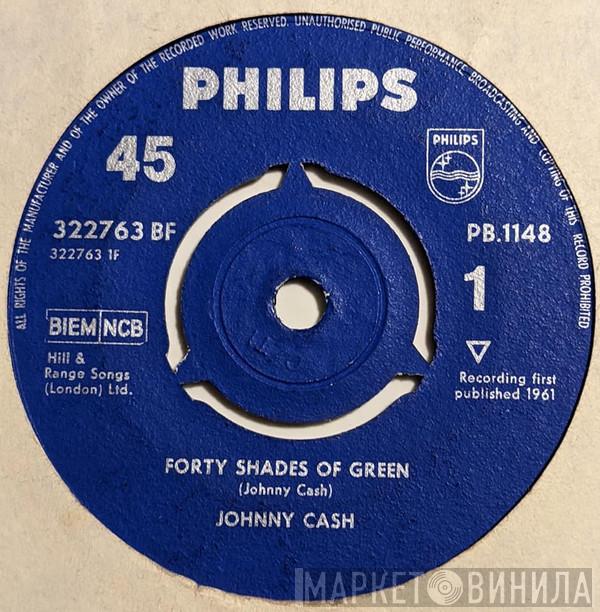 ALL RIGHTS OF THE MANUFACTURER AND OF THE OWNER OF THE RECORDED WORK RESERVED. UNAUTHORISED PUBLIC PERFORMANCE, BROADCASTING AND COPYING OF THIS RECORD PROHIBITED
PHILIPS
45
PHILIPS
322763 BF
322763 1F
PB.1148
1
BIEM NCB
Hill &
Range Songs
(London) Ltd.
Recording first
published 1961
FORTY SHADES OF GREEN
(Johnny Cash)
JOHNNY CASH
МАРКЕТ ВИНИЛА